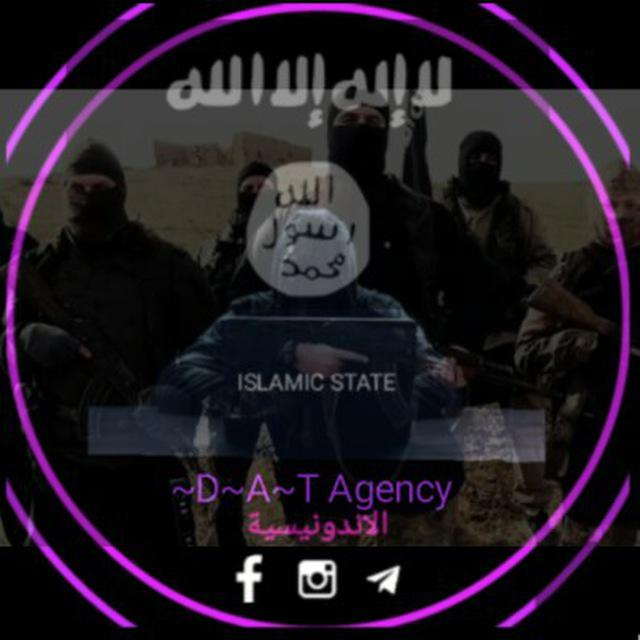 لا إله إلا الله
الله
رسول
محمد
ISLAMIC STATE
~D~A~T Agency
الاندونيسية